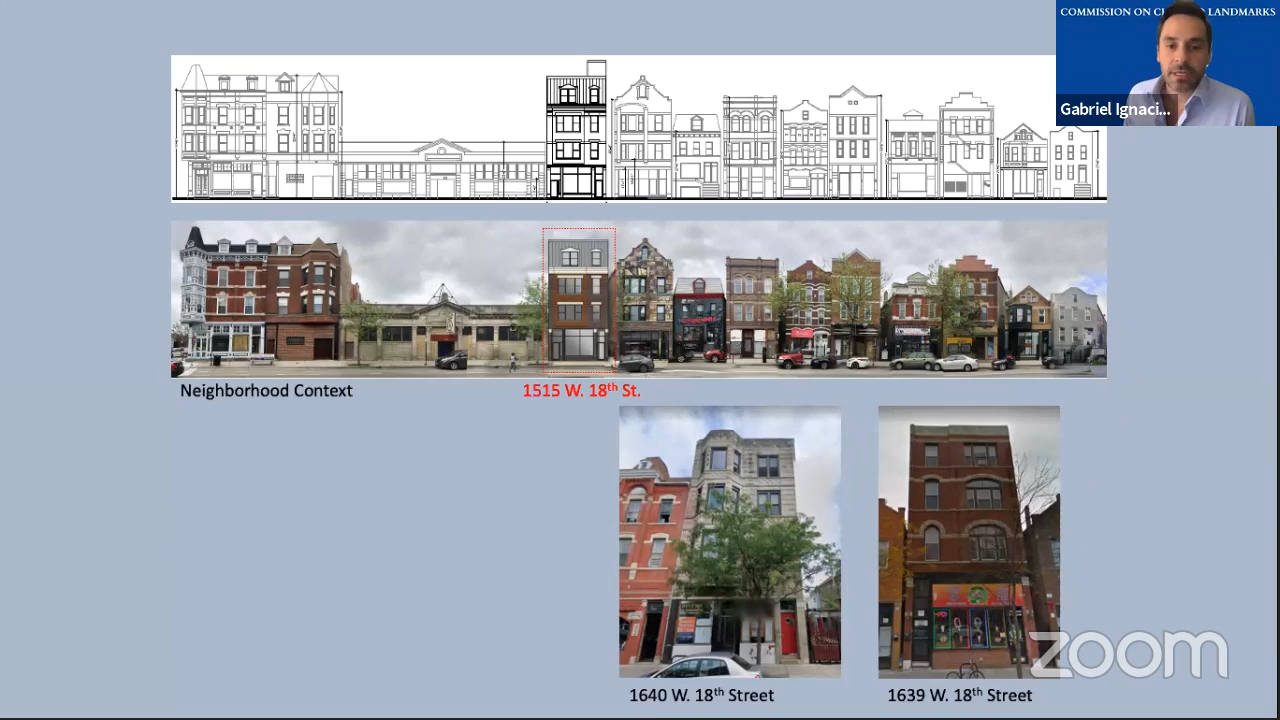 COMMISSION ON C LANDMARKS
Gabriel Ignaci...
Neighborhood Context
1515 W. 18th St.
1640 W. 18th Street
1639 W. 18th Street
zoom